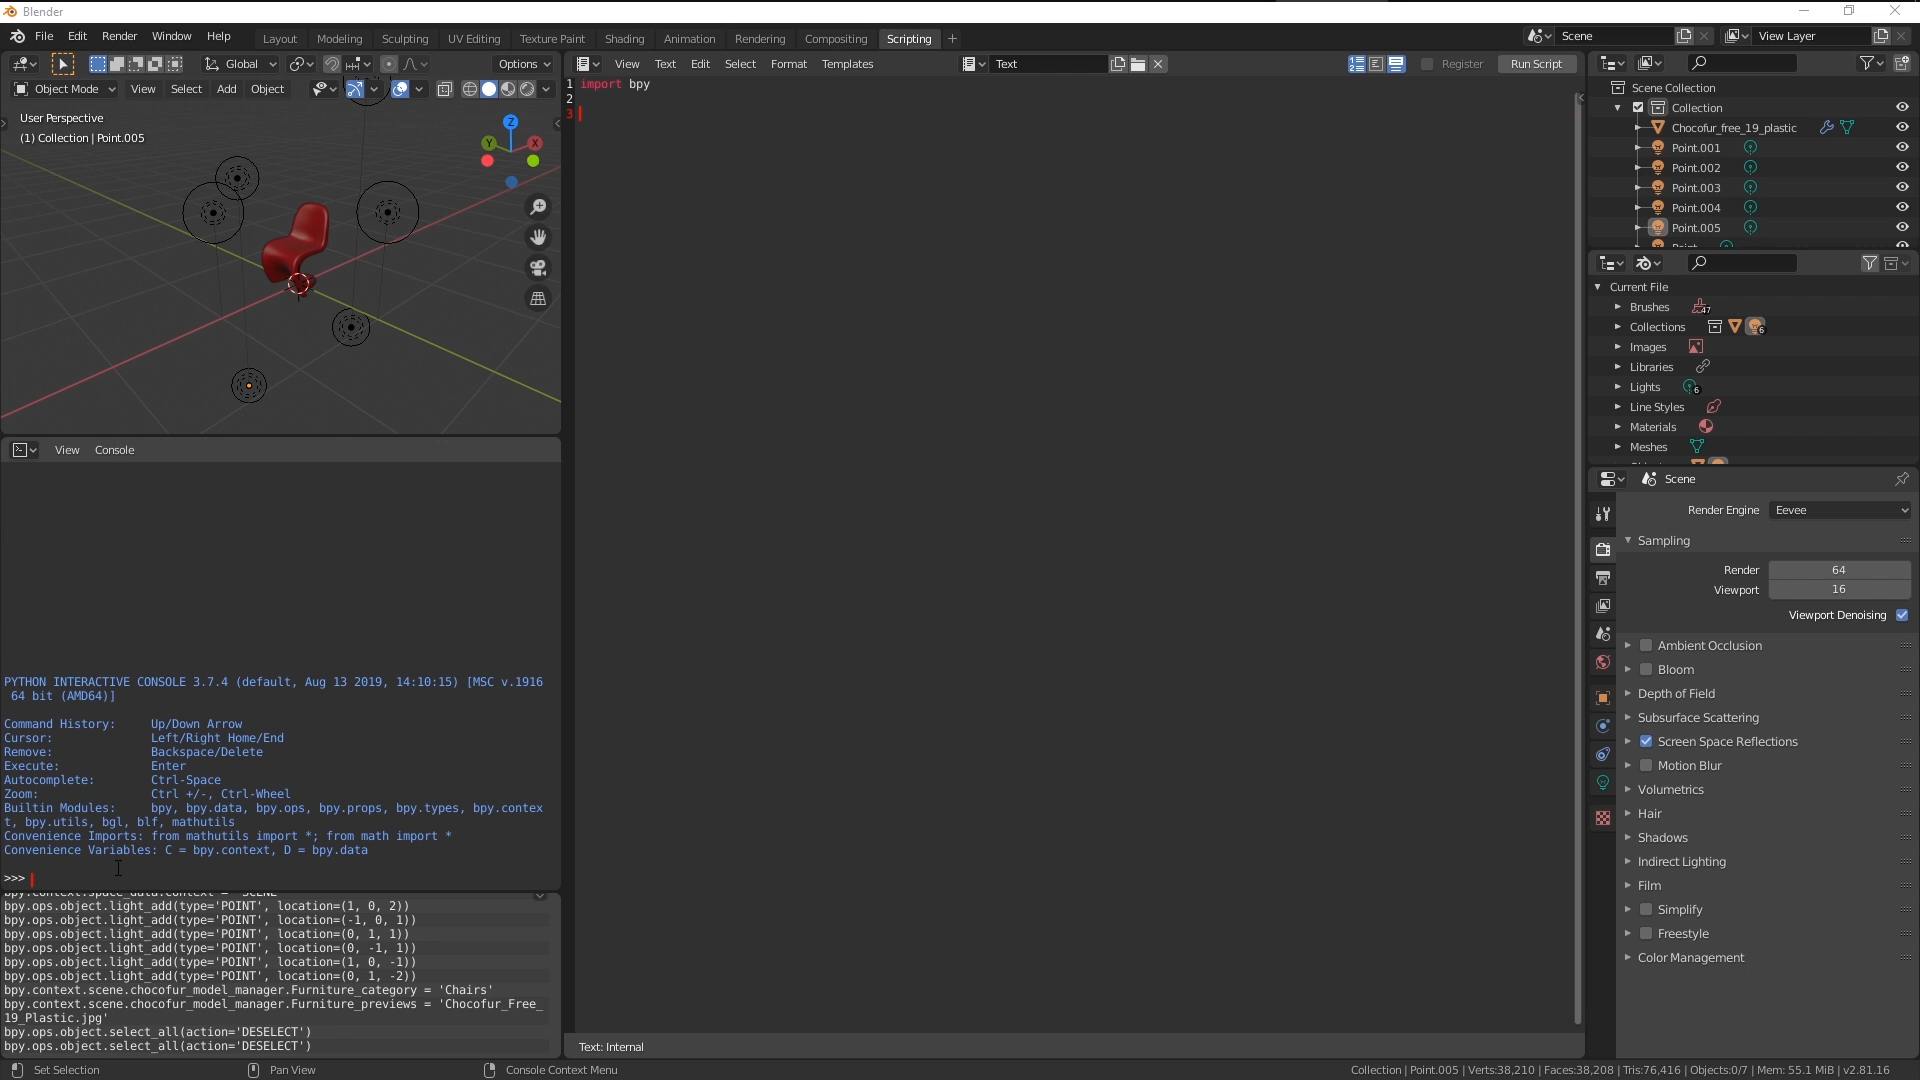 Blender
File Edit Render Window Help Layout Modeling Sculpting UV Editing Texture Paint Shading Animation Rendering Compositing Scripting + Scene View Layer
Global Options View Text Edit Select Format Templates Text Register Run Script
Object Mode View Select Add Object
User Perspective
(1) Collection | Point.005
Z
Y X
1 import bpy
2
3
Scene Collection
Collection
Chocofur_free_19_plastic
Point.001
Point.002
Point.003
Point.004
Point.005
Current File
Brushes 47
Collections 6
Images
Libraries
Lights 6
Line Styles
Materials
Meshes
View Console
PYTHON INTERACTIVE CONSOLE 3.7.4 (default, Aug 13 2019, 14:10:15) [MSC v.1916
64 bit (AMD64)]
Command History: Up/Down Arrow
Cursor: Left/Right Home/End
Remove: Backspace/Delete
Execute: Enter
Autocomplete: Ctrl-Space
Zoom: Ctrl +/-, Ctrl-Wheel
Builtin Modules: bpy, bpy.data, bpy.ops, bpy.props, bpy.types, bpy.contex
t, bpy.utils, bgl, blf, mathutils
Convenience Imports: from mathutils import *; from math import *
Convenience Variables: C = bpy.context, D = bpy.data
>>>
bpy.context.space_data.context = 'SCENE'
bpy.ops.object.light_add(type='POINT', location=(1, 0, 2))
bpy.ops.object.light_add(type='POINT', location=(-1, 0, 1))
bpy.ops.object.light_add(type='POINT', location=(0, 1, 1))
bpy.ops.object.light_add(type='POINT', location=(0, -1, 1))
bpy.ops.object.light_add(type='POINT', location=(1, 0, -1))
bpy.ops.object.light_add(type='POINT', location=(0, 1, -2))
bpy.context.scene.chocofur_model_manager.Furniture_category = 'Chairs'
bpy.context.scene.chocofur_model_manager.Furniture_previews = 'Chocofur_Free_
19_Plastic.jpg'
bpy.ops.object.select_all(action='DESELECT')
bpy.ops.object.select_all(action='DESELECT')
Text: Internal
Scene
Render Engine Eevee
Sampling
Render 64
Viewport 16
Viewport Denoising
Ambient Occlusion
Bloom
Depth of Field
Subsurface Scattering
Screen Space Reflections
Motion Blur
Volumetrics
Hair
Shadows
Indirect Lighting
Film
Simplify
Freestyle
Color Management
Set Selection Pan View Console Context Menu Collection | Point.005 | Verts:38,210 | Faces:38,208 | Tris:76,416 | Objects:0/7 | Mem: 55.1 MiB | v2.81.16